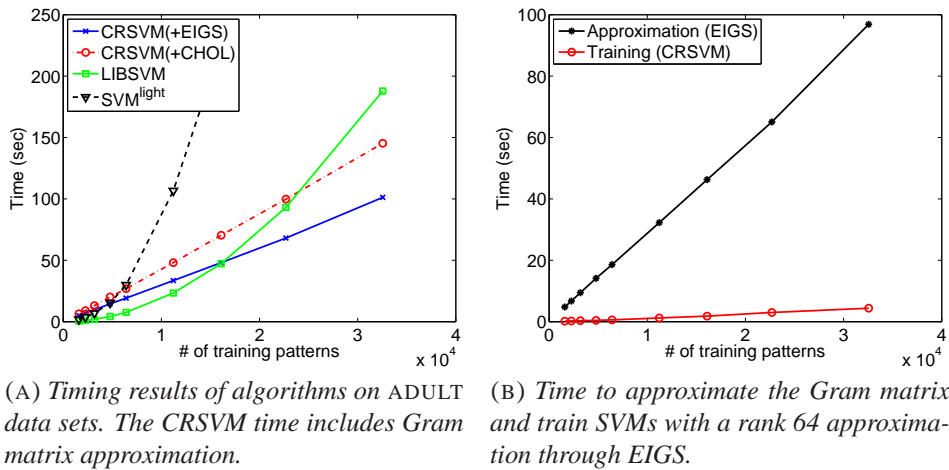 CRSVM(+EIGS)
CRSVM(+CHOL)
LIBSVM
SVM^light
250
200
150
100
50
0
Time (sec)
0 1 2 3 4
# of training patterns
x 10^4
(A) Timing results of algorithms on ADULT
data sets. The CRSVM time includes Gram
matrix approximation.
Approximation (EIGS)
Training (CRSVM)
100
80
60
40
20
0
Time (sec)
0 1 2 3 4
# of training patterns
x 10^4
(B) Time to approximate the Gram matrix
and train SVMs with a rank 64 approxima-
tion through EIGS.